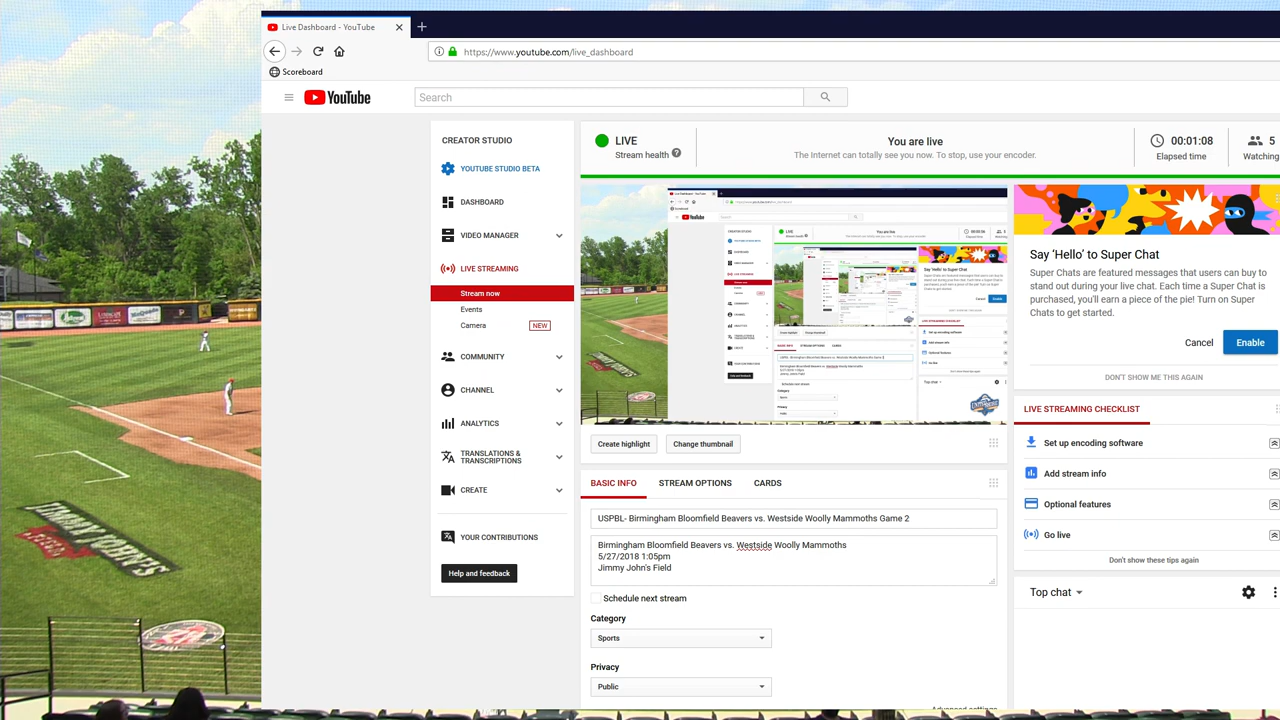 Live Dashboard - YouTube
https://www.youtube.com/live_dashboard
Scoreboard
YouTube
Search
CREATOR STUDIO
YOUTUBE STUDIO BETA
DASHBOARD
VIDEO MANAGER
LIVE STREAMING
Stream now
Events
Camera NEW
COMMUNITY
CHANNEL
ANALYTICS
TRANSLATIONS &
TRANSCRIPTIONS
CREATE
YOUR CONTRIBUTIONS
Help and feedback
LIVE
Stream health
You are live
The Internet can totally see you now. To stop, use your encoder.
00:01:08
Elapsed time
5
Watching
Create highlight
Change thumbnail
BASIC INFO
STREAM OPTIONS
CARDS
USPBL- Birmingham Bloomfield Beavers vs. Westside Woolly Mammoths Game 2
Birmingham Bloomfield Beavers vs. Westside Woolly Mammoths
5/27/2018 1:05pm
Jimmy John's Field
Schedule next stream
Category
Sports
Privacy
Public
Advanced settings
Say ‘Hello’ to Super Chat
Super Chats are featured messages that users can buy to
stand out during your live chat. Each time a Super Chat is
purchased, you'll earn a piece of the pie! Turn on Super
Chats to get started.
Cancel
Enable
DON'T SHOW ME THIS AGAIN
LIVE STREAMING CHECKLIST
Set up encoding software
Add stream info
Optional features
Go live
Don't show these tips again
Top chat